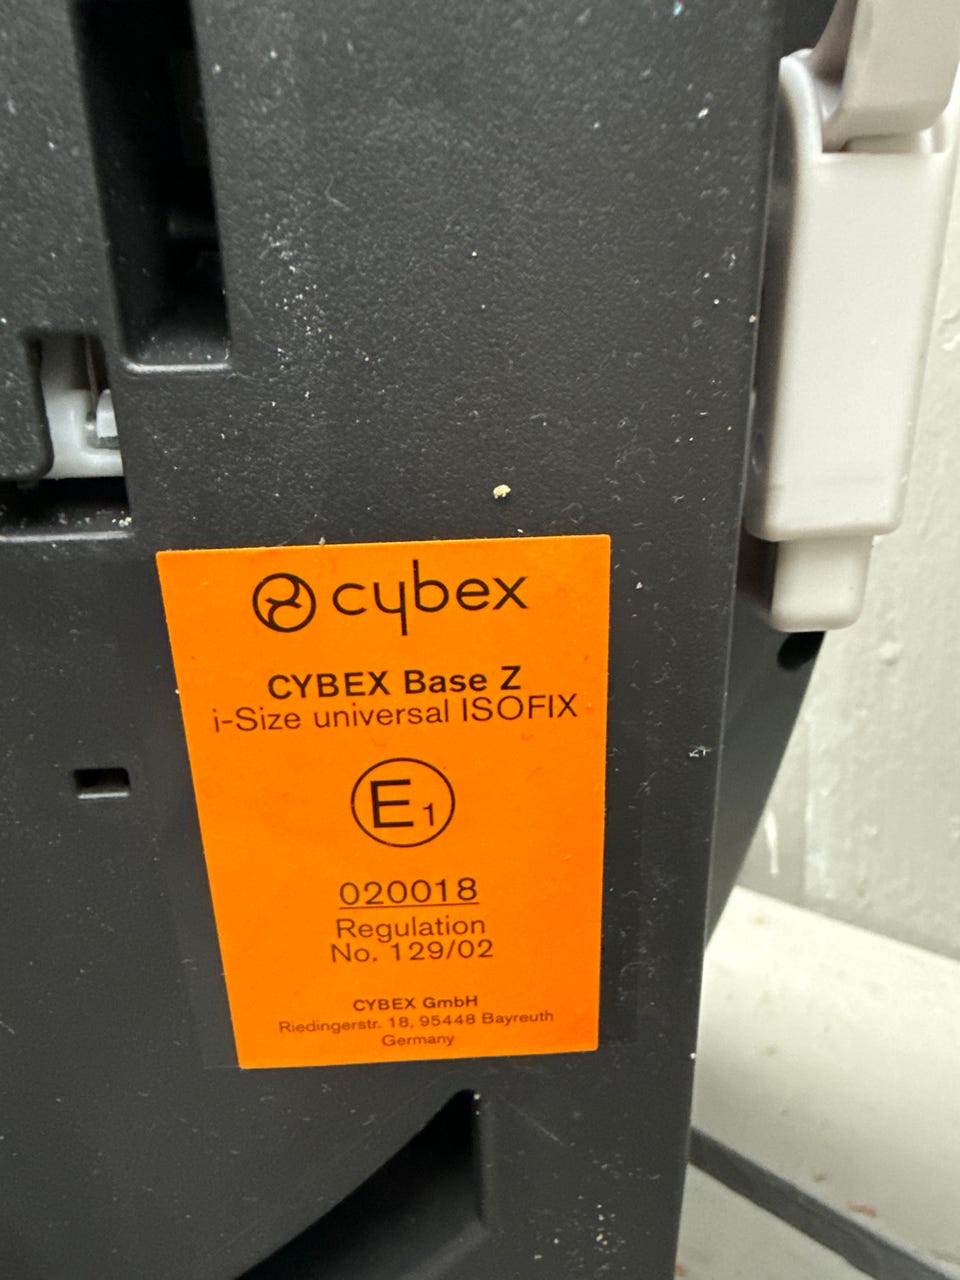 cybex
CYBEX Base Z
i-Size universal ISOFIX
E1
020018
Regulation
No. 129/02
CYBEX GmbH
Riedingerstr. 18, 95448 Bayreuth
Germany